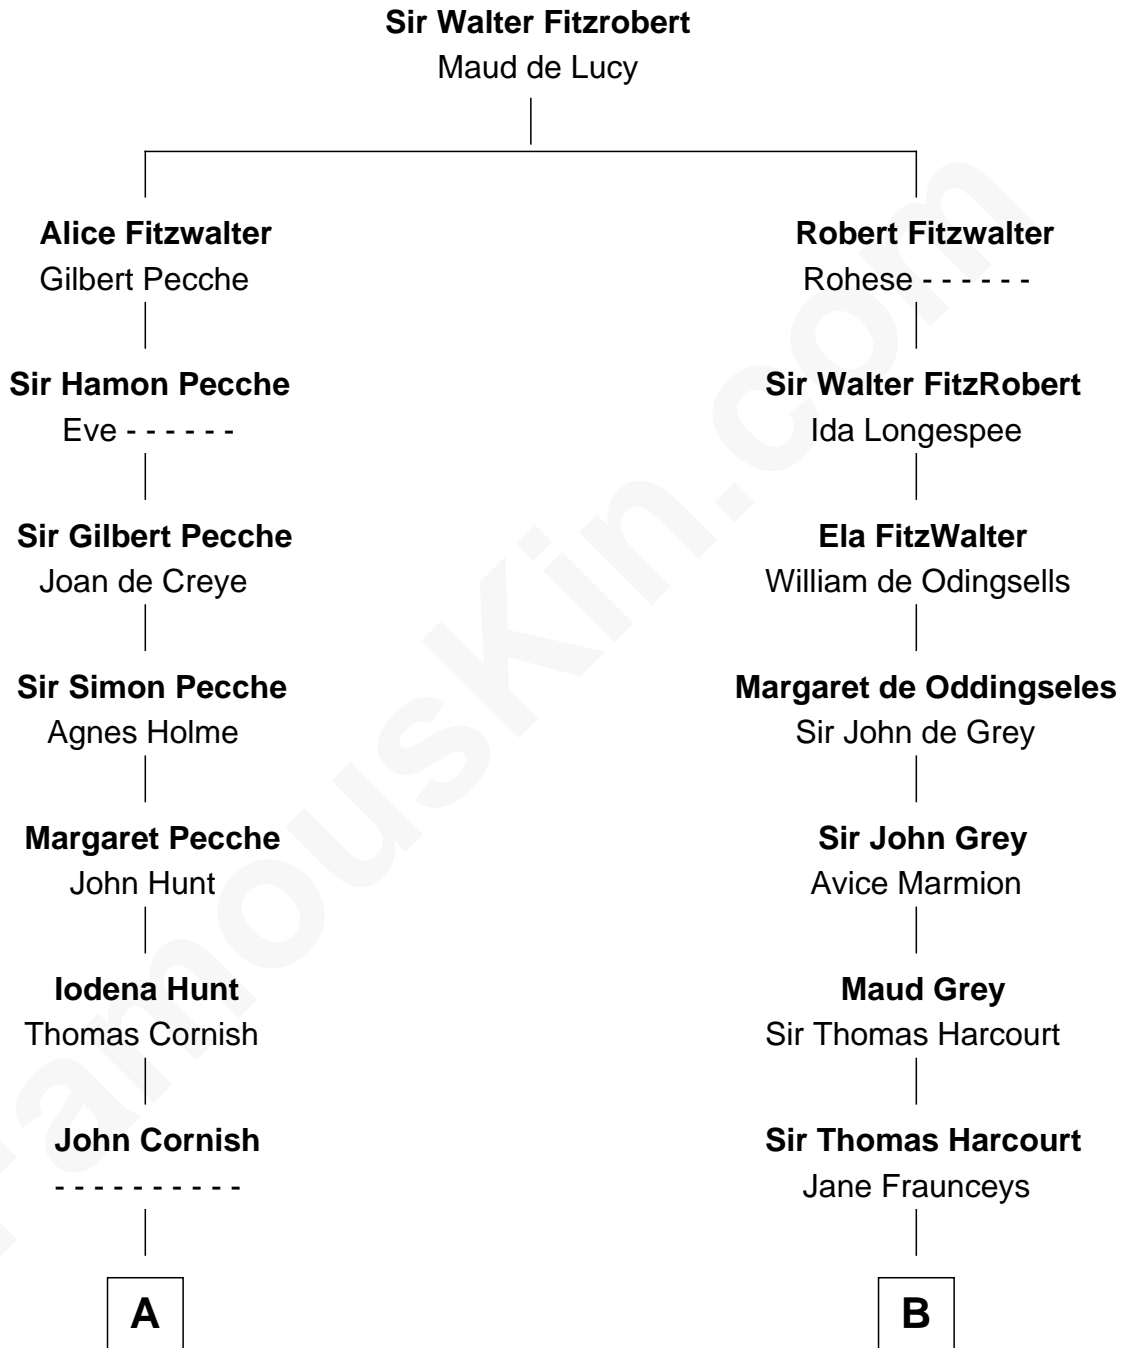 Sir Walter Fitzrobert
Maud de Lucy
Alice Fitzwalter
Gilbert Pecche
Robert Fitzwalter
Rohese - - - - - -
Sir Hamon Pecche
Eve - - - - - -
Sir Walter FitzRobert
Ida Longespee
Sir Gilbert Pecche
Joan de Creye
Ela FitzWalter
William de Odingsells
Sir Simon Pecche
Agnes Holme
Margaret de Oddingseles
Sir John de Grey
Margaret Pecche
John Hunt
Sir John Grey
Avice Marmion
Iodena Hunt
Thomas Cornish
Maud Grey
Sir Thomas Harcourt
John Cornish
- - - - - - - - - -
Sir Thomas Harcourt
Jane Fraunceys
A
B
FamousKin.com